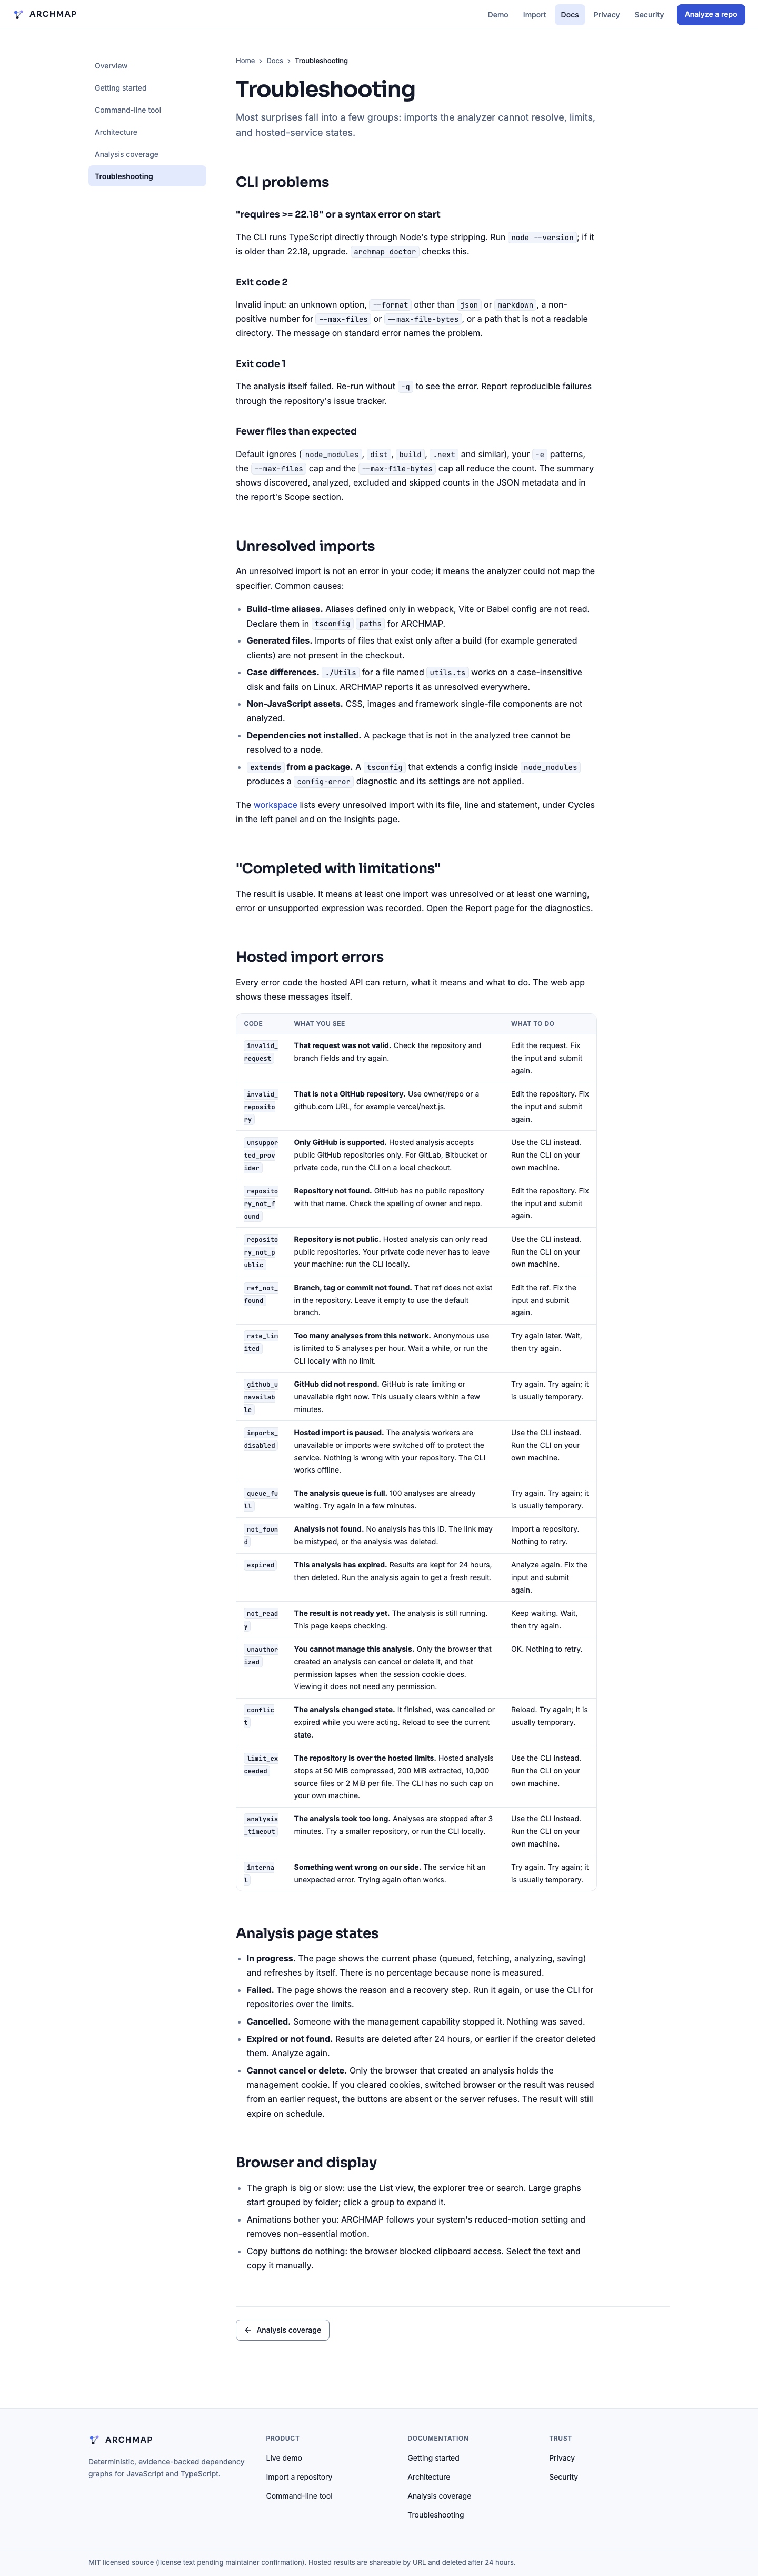 ARCHMAP
Demo Import Docs Privacy Security Analyze a repo
Overview
Getting started
Command-line tool
Architecture
Analysis coverage
Troubleshooting
Home > Docs > Troubleshooting
Troubleshooting
Most surprises fall into a few groups: imports the analyzer cannot resolve, limits,
and hosted-service states.
CLI problems
"requires >= 22.18" or a syntax error on start
The CLI runs TypeScript directly through Node's type stripping. Run node --version; if it
is older than 22.18, upgrade. archmap doctor checks this.
Exit code 2
Invalid input: an unknown option, --format other than json or markdown, a non-
positive number for --max-files or --max-file-bytes, or a path that is not a readable
directory. The message on standard error names the problem.
Exit code 1
The analysis itself failed. Re-run without -q to see the error. Report reproducible failures
through the repository's issue tracker.
Fewer files than expected
Default ignores (node_modules, dist, build, .next and similar), your -e patterns,
the --max-files cap and the --max-file-bytes cap all reduce the count. The summary
shows discovered, analyzed, excluded and skipped counts in the JSON metadata and in
the report's Scope section.
Unresolved imports
An unresolved import is not an error in your code; it means the analyzer could not map the
specifier. Common causes:
• Build-time aliases. Aliases defined only in webpack, Vite or Babel config are not read.
Declare them in tsconfig paths for ARCHMAP.
• Generated files. Imports of files that exist only after a build (for example generated
clients) are not present in the checkout.
• Case differences. ./Utils for a file named utils.ts works on a case-insensitive
disk and fails on Linux. ARCHMAP reports it as unresolved everywhere.
• Non-JavaScript assets. CSS, images and framework single-file components are not
analyzed.
• Dependencies not installed. A package that is not in the analyzed tree cannot be
resolved to a node.
• extends from a package. A tsconfig that extends a config inside node_modules
produces a config-error diagnostic and its settings are not applied.
The workspace lists every unresolved import with its file, line and statement, under Cycles
in the left panel and on the Insights page.
"Completed with limitations"
The result is usable. It means at least one import was unresolved or at least one warning,
error or unsupported expression was recorded. Open the Report page for the diagnostics.
Hosted import errors
Every error code the hosted API can return, what it means and what to do. The web app
shows these messages itself.
CODE WHAT YOU SEE WHAT TO DO
invalid_ That request was not valid. Check the repository and Edit the request. Fix
request branch fields and try again. the input and submit
again.
invalid_ That is not a GitHub repository. Use owner/repo or a Edit the repository. Fix
reposito github.com URL, for example vercel/next.js. the input and submit
ry again.
unsuppor Only GitHub is supported. Hosted analysis accepts Use the CLI instead.
ted_prov public GitHub repositories only. For GitLab, Bitbucket or Run the CLI on your
ider private code, run the CLI on a local checkout. own machine.
reposito Repository not found. GitHub has no public repository Edit the repository. Fix
ry_not_f with that name. Check the spelling of owner and repo. the input and submit
ound again.
reposito Repository is not public. Hosted analysis can only read Use the CLI instead.
ry_not_p public repositories. Your private code never has to leave Run the CLI on your
ublic your machine: run the CLI locally. own machine.
ref_not_ Branch, tag or commit not found. That ref does not exist Edit the ref. Fix the
found in the repository. Leave it empty to use the default input and submit
branch. again.
rate_lim Too many analyses from this network. Anonymous use Try again later. Wait,
ited is limited to 5 analyses per hour. Wait a while, or run the then try again.
CLI locally with no limit.
github_u GitHub did not respond. GitHub is rate limiting or Try again. Try again; it
navailab unavailable right now. This usually clears within a few is usually temporary.
le minutes.
imports_ Hosted import is paused. The analysis workers are Use the CLI instead.
disabled unavailable or imports were switched off to protect the Run the CLI on your
service. Nothing is wrong with your repository. The CLI own machine.
works offline.
queue_fu The analysis queue is full. 100 analyses are already Try again. Try again; it
ll waiting. Try again in a few minutes. is usually temporary.
not_foun Analysis not found. No analysis has this ID. The link may Import a repository.
d be mistyped, or the analysis was deleted. Nothing to retry.
expired This analysis has expired. Results are kept for 24 hours, Analyze again. Fix the
then deleted. Run the analysis again to get a fresh result. input and submit
again.
not_read The result is not ready yet. The analysis is still running. Keep waiting. Wait,
y This page keeps checking. then try again.
unauthor You cannot manage this analysis. Only the browser that OK. Nothing to retry.
ized created an analysis can cancel or delete it, and that
permission lapses when the session cookie does.
Viewing it does not need any permission.
conflic The analysis changed state. It finished, was cancelled or Reload. Try again; it is
t expired while you were acting. Reload to see the current usually temporary.
state.
limit_ex The repository is over the hosted limits. Hosted analysis Use the CLI instead.
ceeded stops at 50 MiB compressed, 200 MiB extracted, 10,000 Run the CLI on your
source files or 2 MiB per file. The CLI has no such cap on own machine.
your own machine.
analysis The analysis took too long. Analyses are stopped after 3 Use the CLI instead.
_timeout minutes. Try a smaller repository, or run the CLI locally. Run the CLI on your
own machine.
interna Something went wrong on our side. The service hit an Try again. Try again; it
l unexpected error. Trying again often works. is usually temporary.
Analysis page states
• In progress. The page shows the current phase (queued, fetching, analyzing, saving)
and refreshes by itself. There is no percentage because none is measured.
• Failed. The page shows the reason and a recovery step. Run it again, or use the CLI for
repositories over the limits.
• Cancelled. Someone with the management capability stopped it. Nothing was saved.
• Expired or not found. Results are deleted after 24 hours, or earlier if the creator deleted
them. Analyze again.
• Cannot cancel or delete. Only the browser that created an analysis holds the
management cookie. If you cleared cookies, switched browser or the result was reused
from an earlier request, the buttons are absent or the server refuses. The result will still
expire on schedule.
Browser and display
• The graph is big or slow: use the List view, the explorer tree or search. Large graphs
start grouped by folder; click a group to expand it.
• Animations bother you: ARCHMAP follows your system's reduced-motion setting and
removes non-essential motion.
• Copy buttons do nothing: the browser blocked clipboard access. Select the text and
copy it manually.
← Analysis coverage
ARCHMAP
Deterministic, evidence-backed dependency
graphs for JavaScript and TypeScript.
PRODUCT
Live demo
Import a repository
Command-line tool
DOCUMENTATION
Getting started
Architecture
Analysis coverage
Troubleshooting
TRUST
Privacy
Security
MIT licensed source (license text pending maintainer confirmation). Hosted results are shareable by URL and deleted after 24 hours.